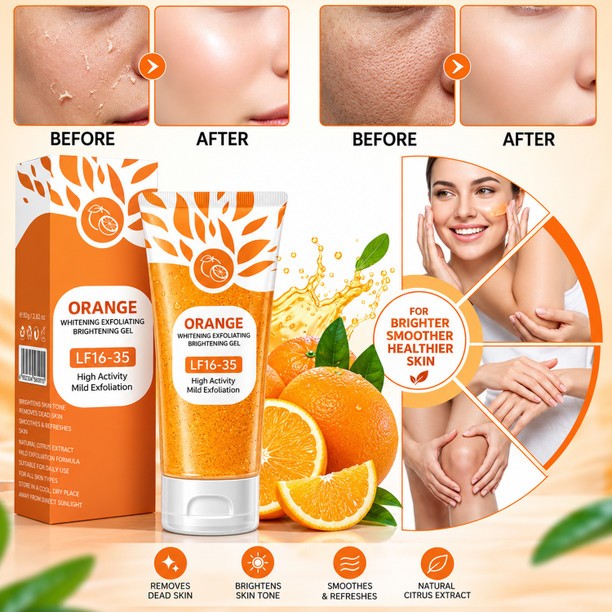 BEFORE
AFTER
BEFORE
AFTER
ORANGE
WHITENING EXFOLIATING
BRIGHTENING GEL
LF16-35
High Activity
Mild Exfoliation
BRIGHTENS SKIN TONE
REMOVES DEAD SKIN
SMOOTHES & REFRESHES
SKIN
NATURAL CITRUS EXTRACT
MILD EXFOLIATION FORMULA
SUITABLE FOR DAILY USE
FOR ALL SKIN TYPES
STORE IN A COOL, DRY PLACE
AWAY FROM DIRECT SUNLIGHT
ORANGE
WHITENING EXFOLIATING
BRIGHTENING GEL
LF16-35
High Activity
Mild Exfoliation
FOR
BRIGHTER
SMOOTHER
HEALTHIER
SKIN
REMOVES
DEAD SKIN
BRIGHTENS
SKIN TONE
SMOOTHES
& REFRESHES
NATURAL
CITRUS EXTRACT